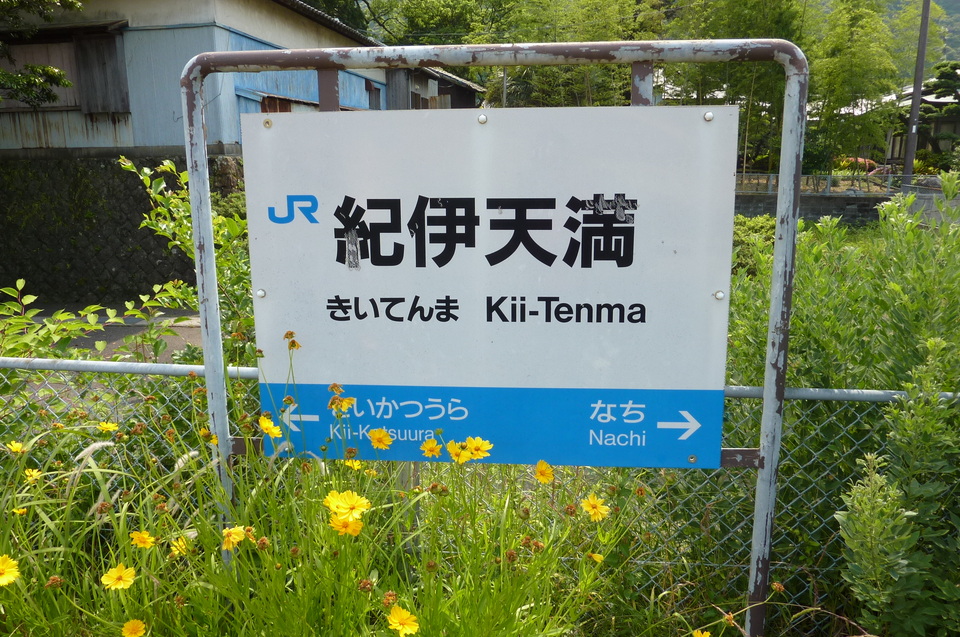 JR 紀伊天満
きいてんま Kii-Tenma
きいかつうら なち
Kii-Katsuura Nachi